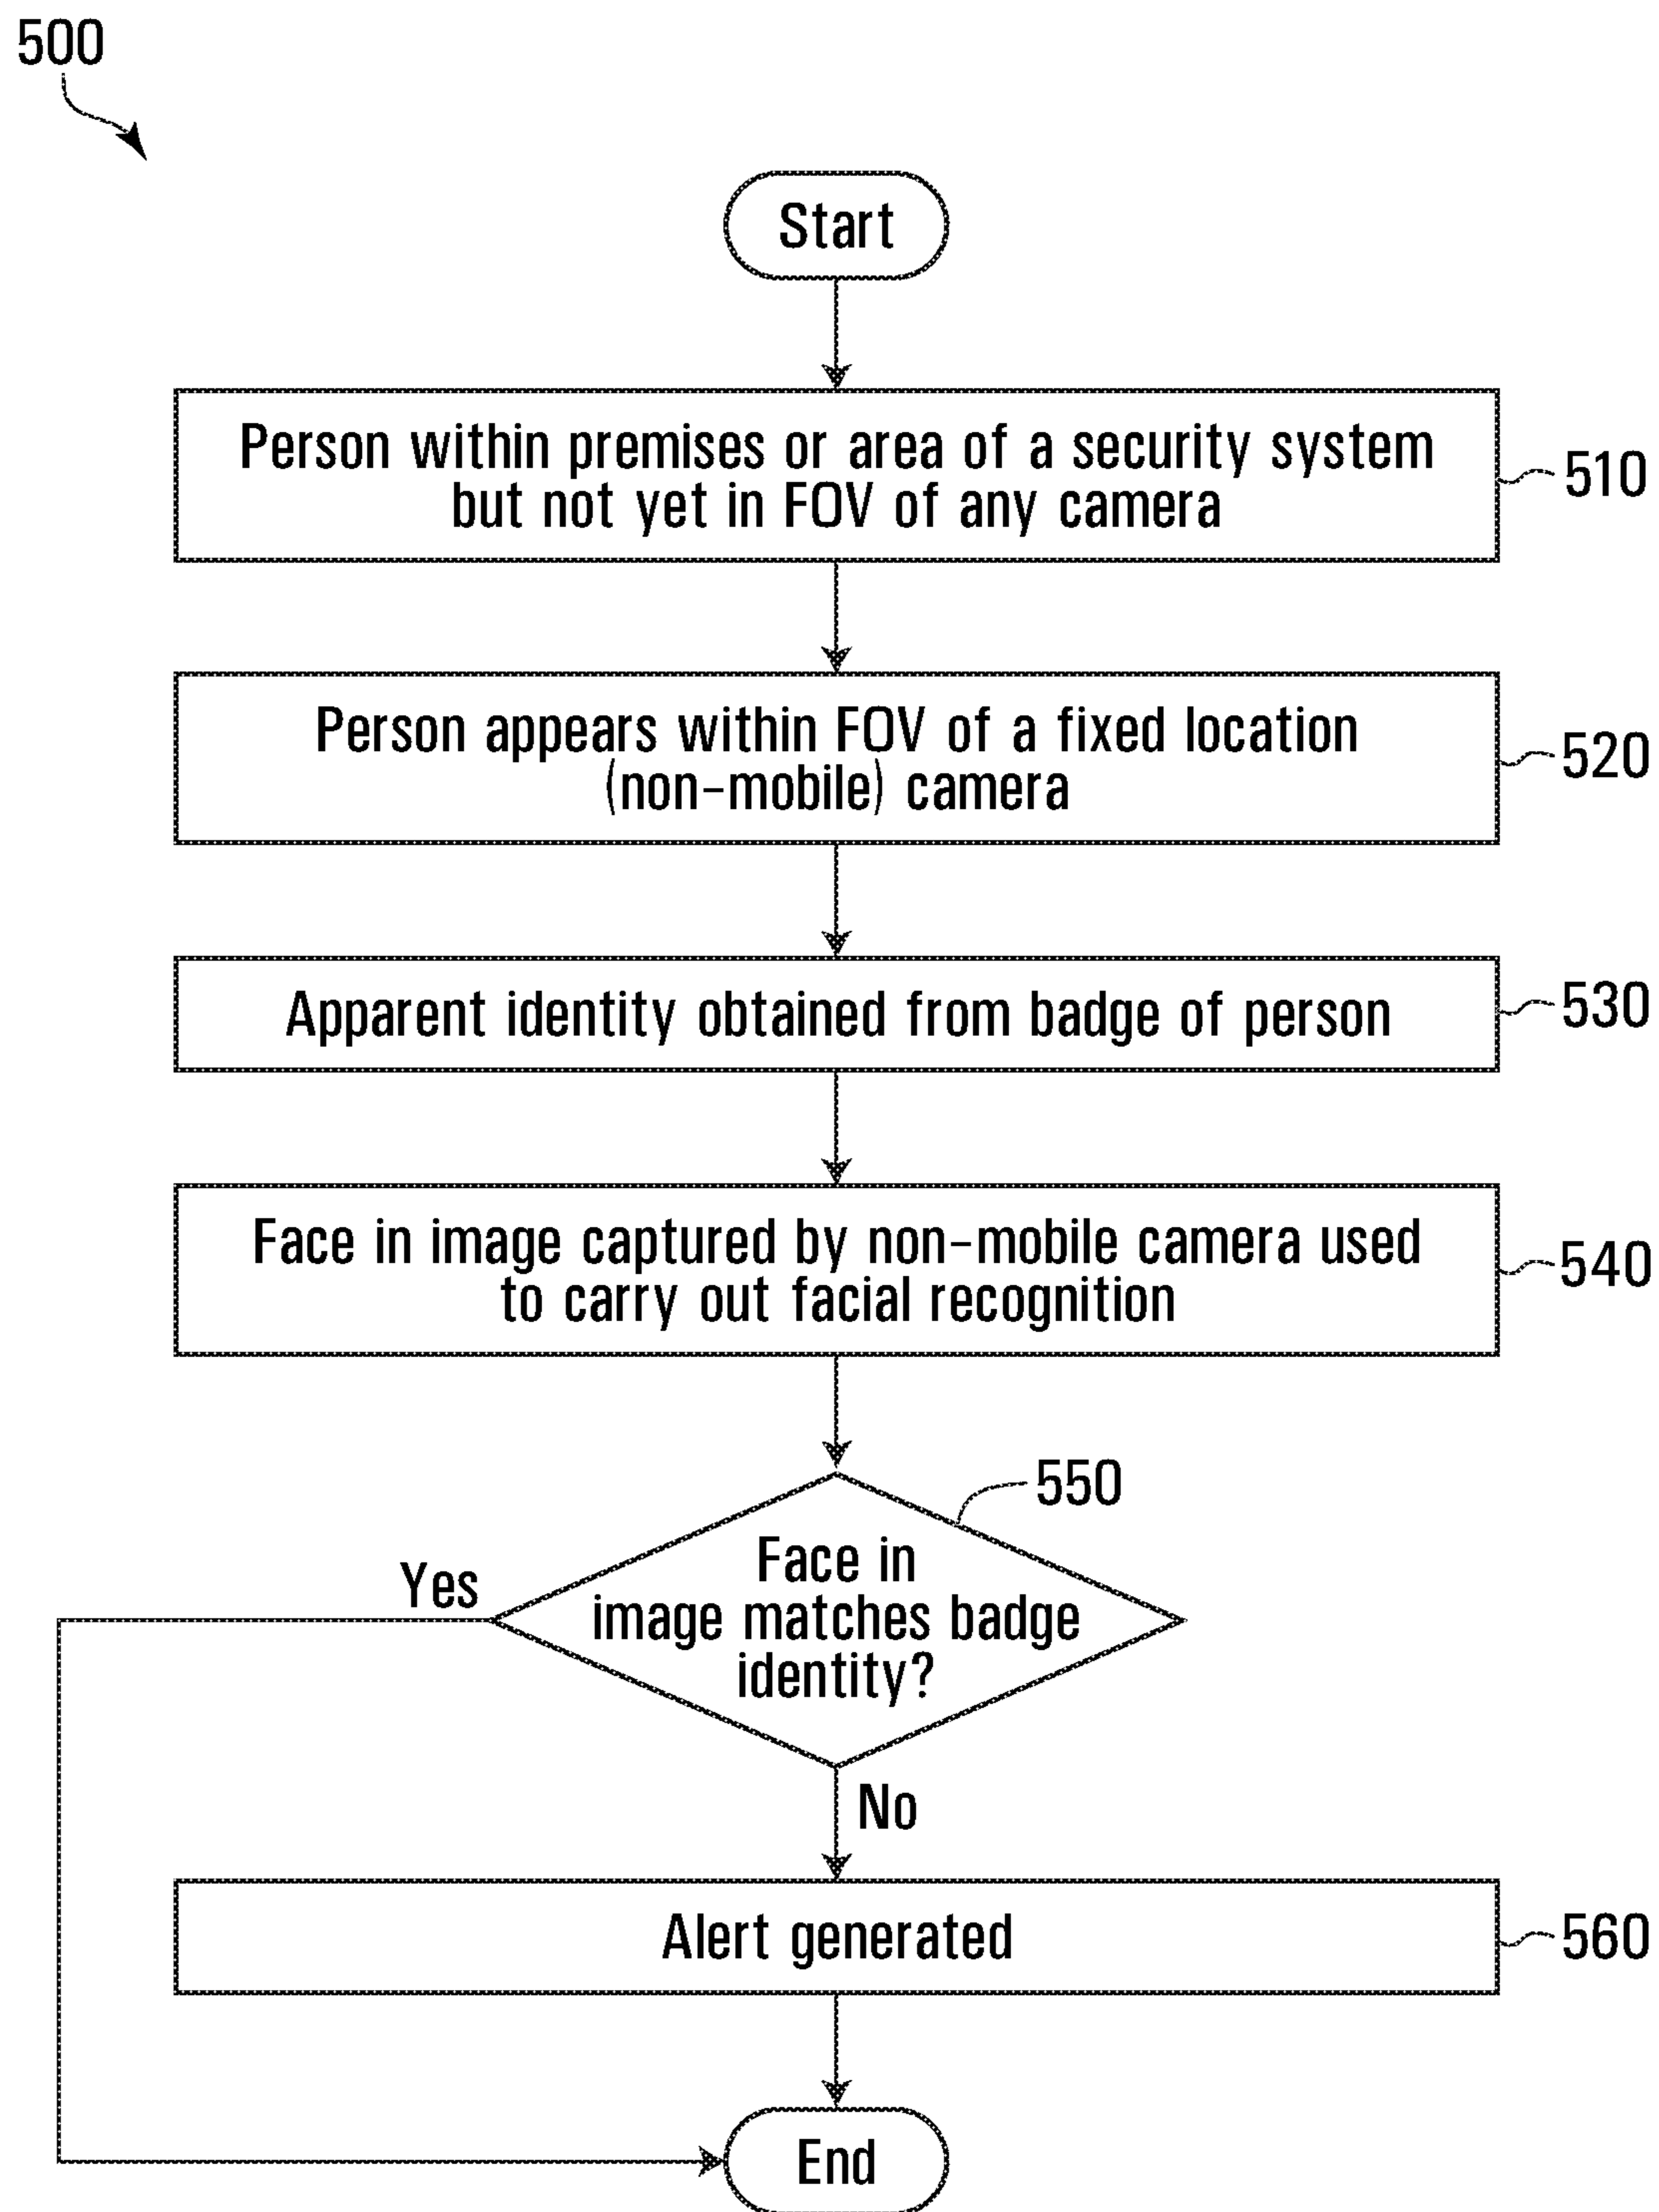 500
Start
Person within premises or area of a security system
but not yet in FOV of any camera
510
Person appears within FOV of a fixed location
(non-mobile) camera
520
Apparent identity obtained from badge of person
530
Face in image captured by non-mobile camera used
to carry out facial recognition
540
550
Face in
image matches badge
identity?
Yes
No
Alert generated
560
End